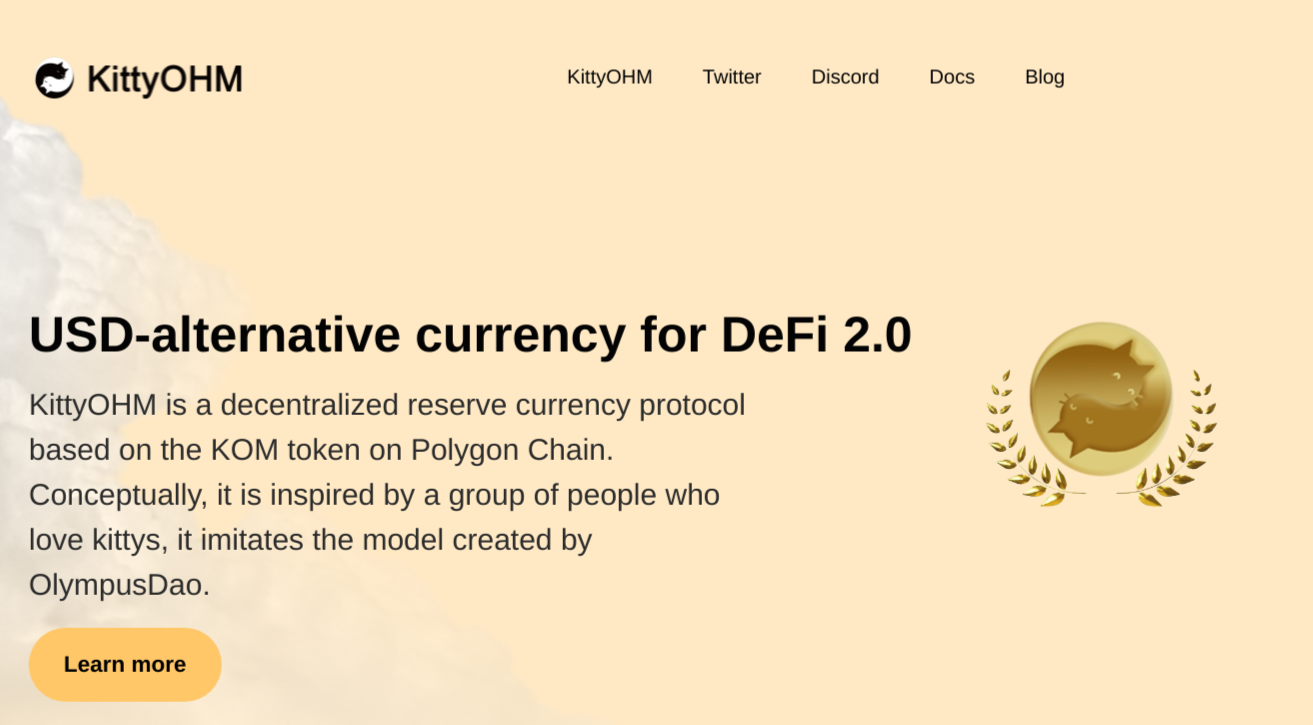 KittyOHM
KittyOHM Twitter Discord Docs Blog
USD-alternative currency for DeFi 2.0
KittyOHM is a decentralized reserve currency protocol
based on the KOM token on Polygon Chain.
Conceptually, it is inspired by a group of people who
love kittys, it imitates the model created by
OlympusDao.
Learn more